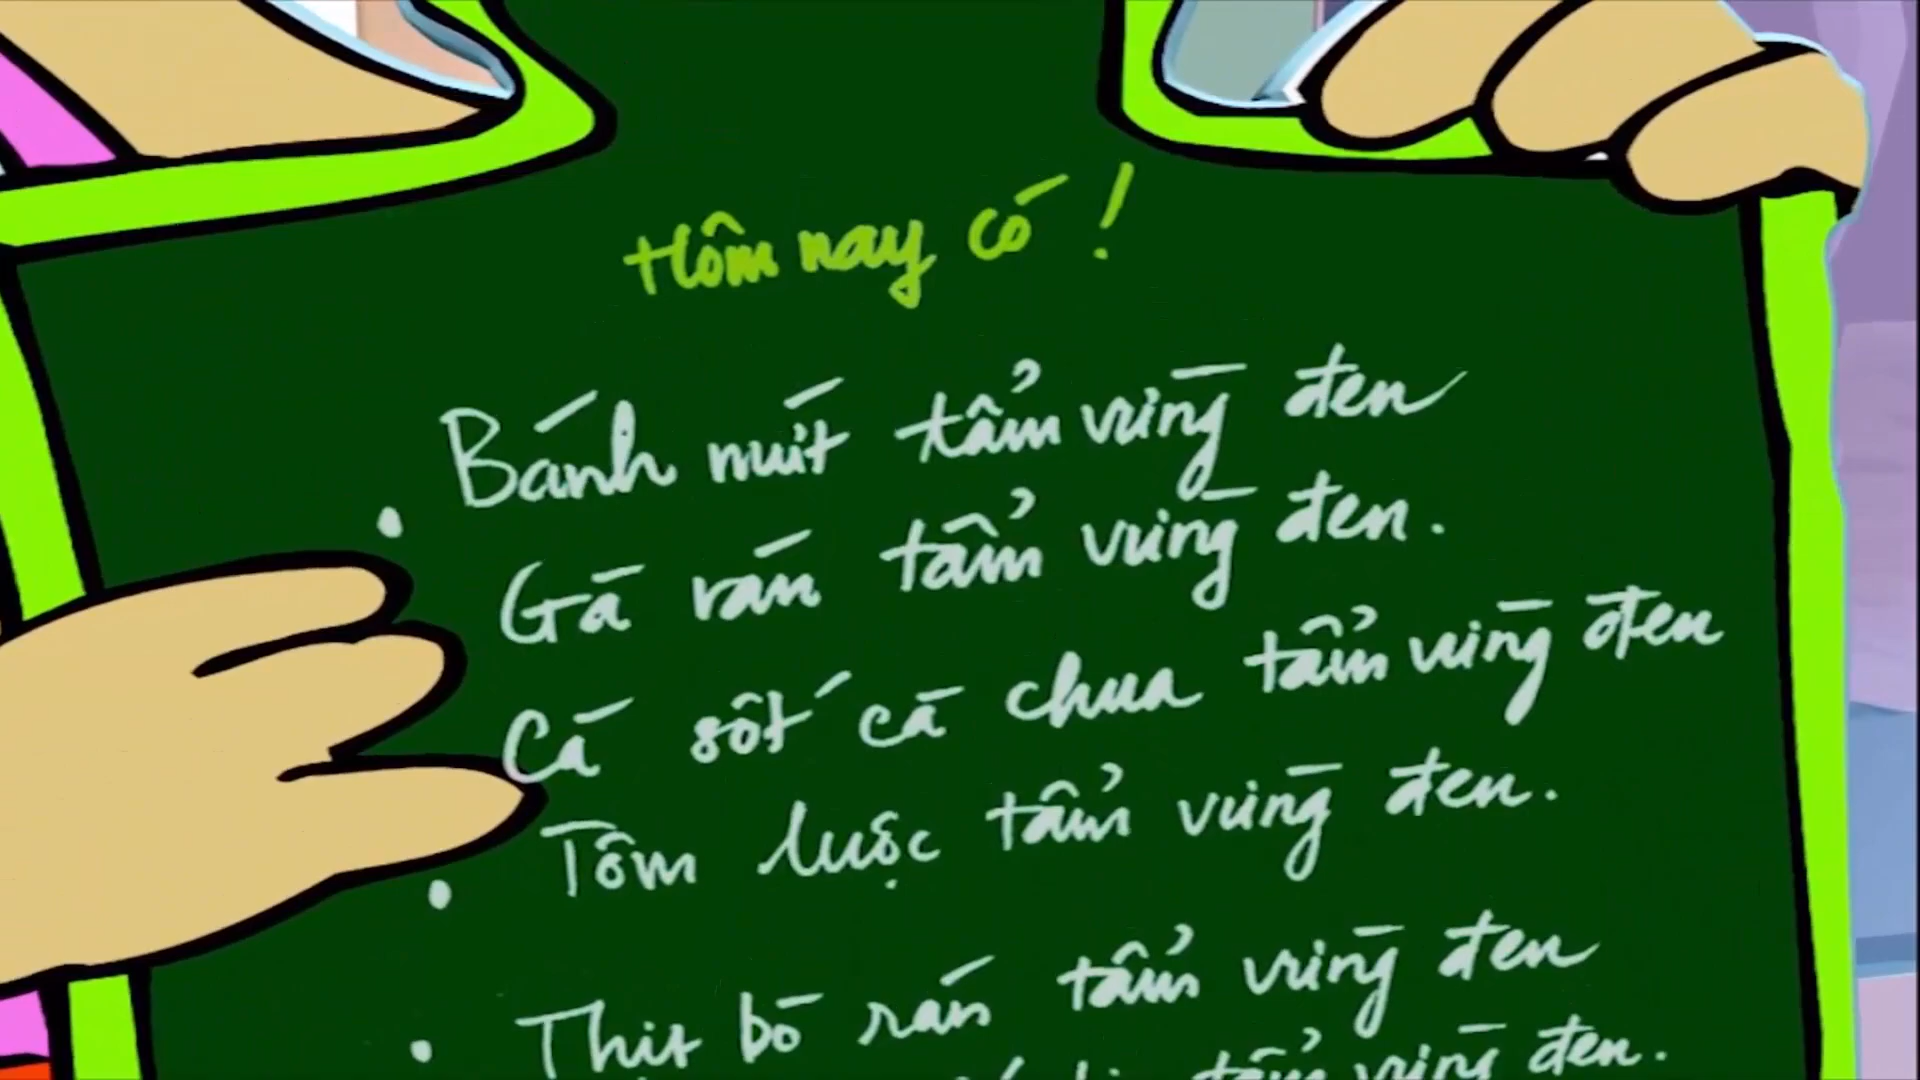 Hôm nay có !
Bánh mứt tẩm vừng đen
Gà rán tẩm vừng đen.
Cá sốt cà chua tẩm vừng đen
Tôm luộc tẩm vừng đen.
Thịt bò rán tẩm vừng đen
tẩm vừng đen.